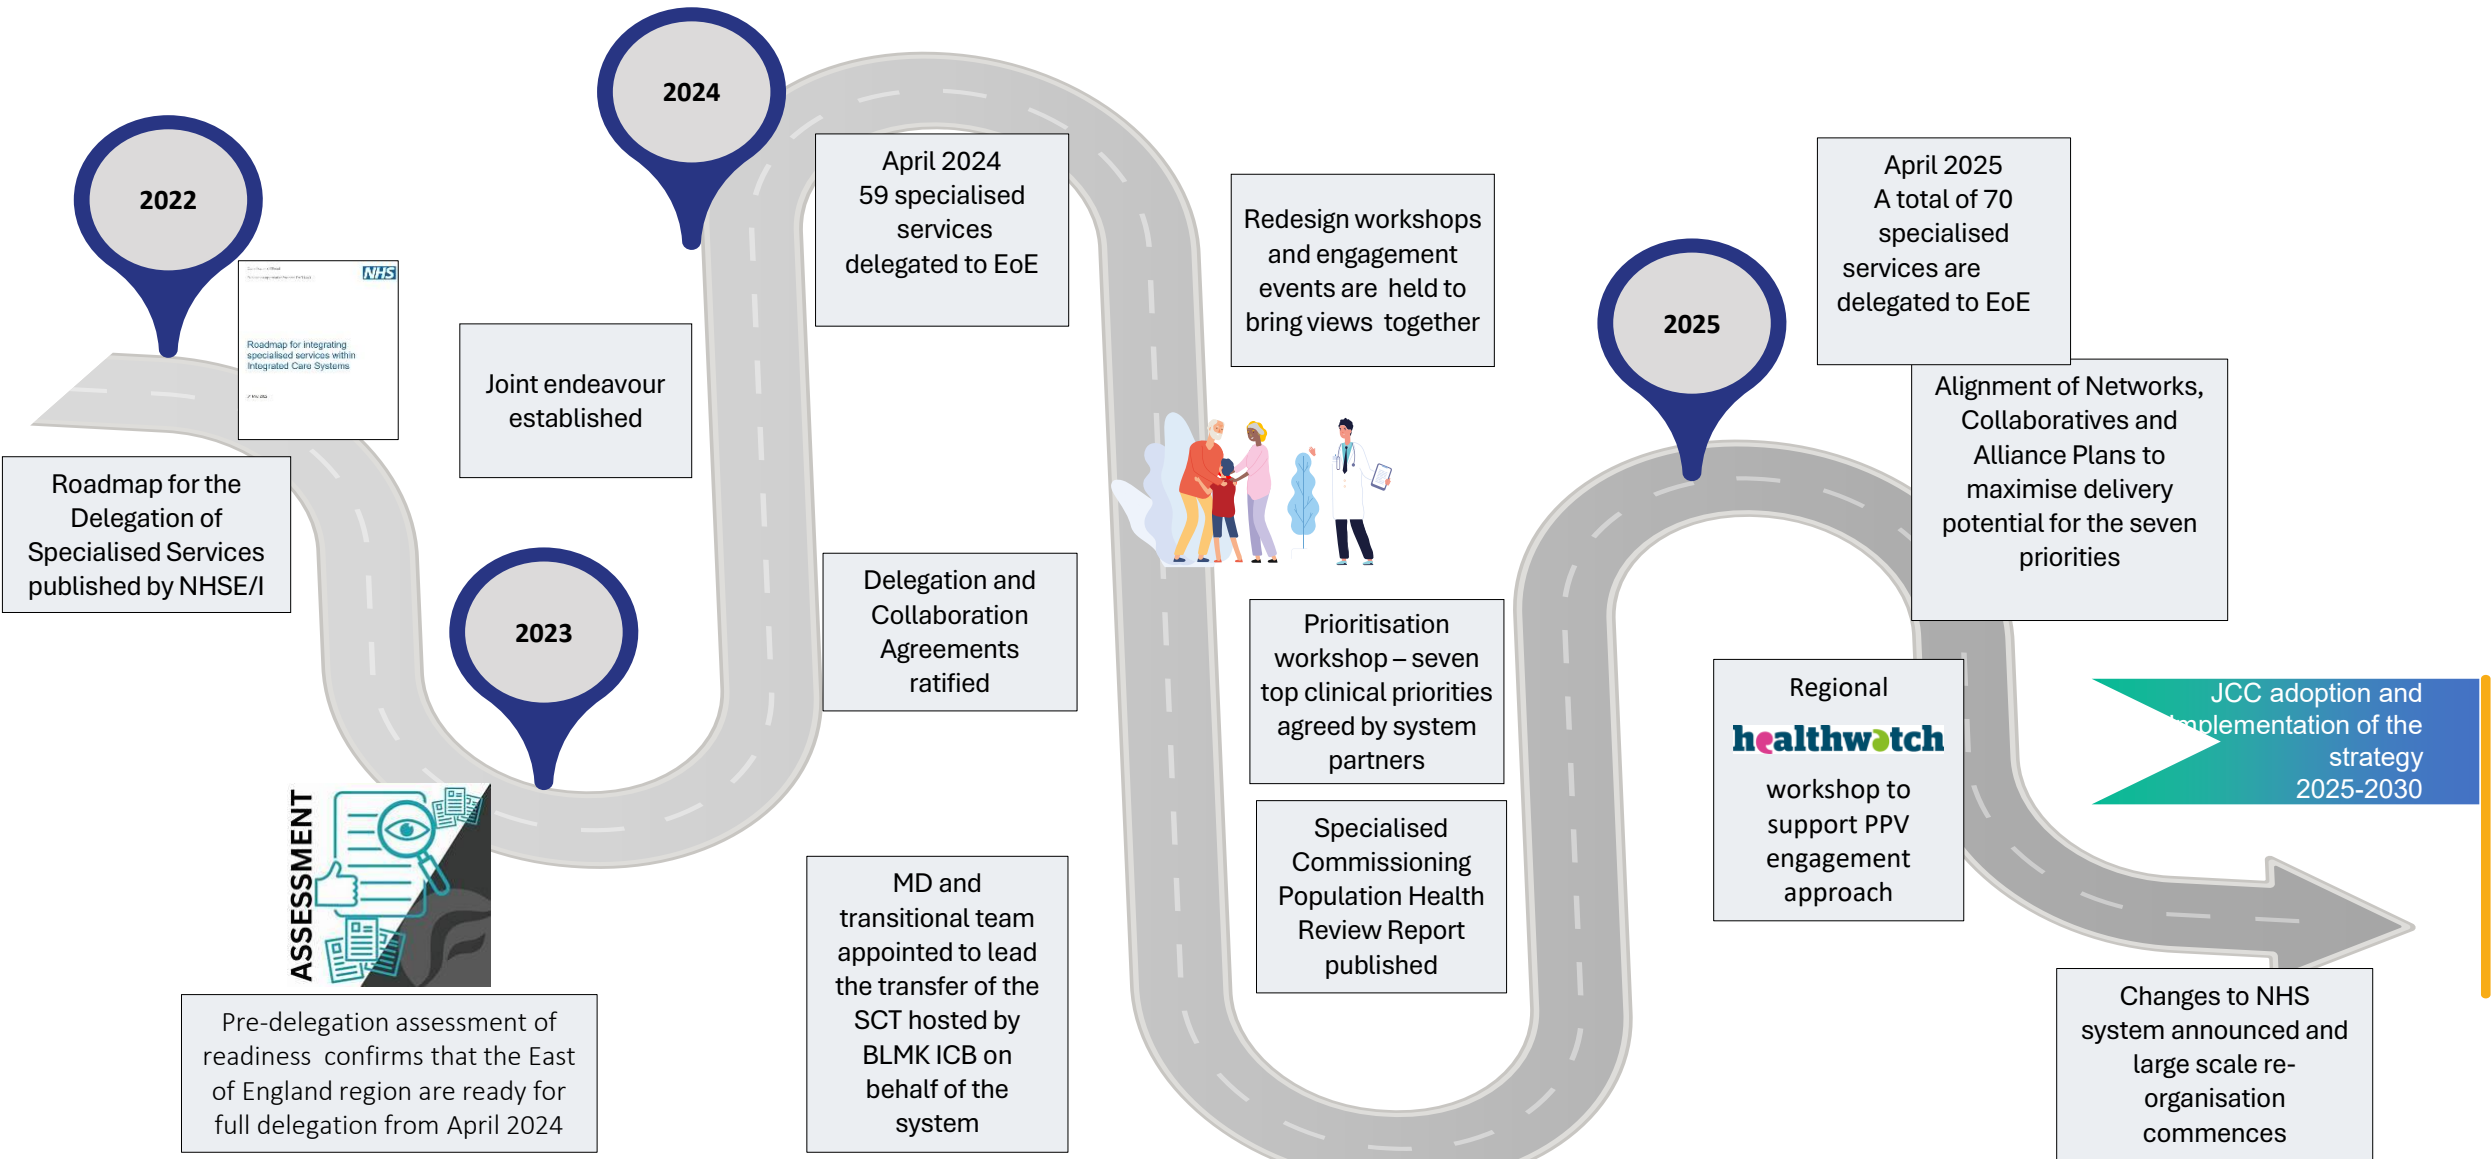 2022
NHS
Roadmap for integrating
specialised services within
Integrated Care Systems
Roadmap for the
Delegation of
Specialised Services
published by NHSE/I
ASSESSMENT
Pre-delegation assessment of
readiness confirms that the East
of England region are ready for
full delegation from April 2024
2023
Joint endeavour
established
2024
April 2024
59 specialised
services
delegated to EoE
Delegation and
Collaboration
Agreements
ratified
MD and
transitional team
appointed to lead
the transfer of the
SCT hosted by
BLMK ICB on
behalf of the
system
Redesign workshops
and engagement
events are held to
bring views together
Prioritisation
workshop – seven
top clinical priorities
agreed by system
partners
Specialised
Commissioning
Population Health
Review Report
published
2025
April 2025
A total of 70
specialised
services are
delegated to EoE
Alignment of Networks,
Collaboratives and
Alliance Plans to
maximise delivery
potential for the seven
priorities
Regional
healthwatch
workshop to
support PPV
engagement
approach
JCC adoption and
implementation of the
strategy
2025-2030
Changes to NHS
system announced and
large scale re-
organisation
commences